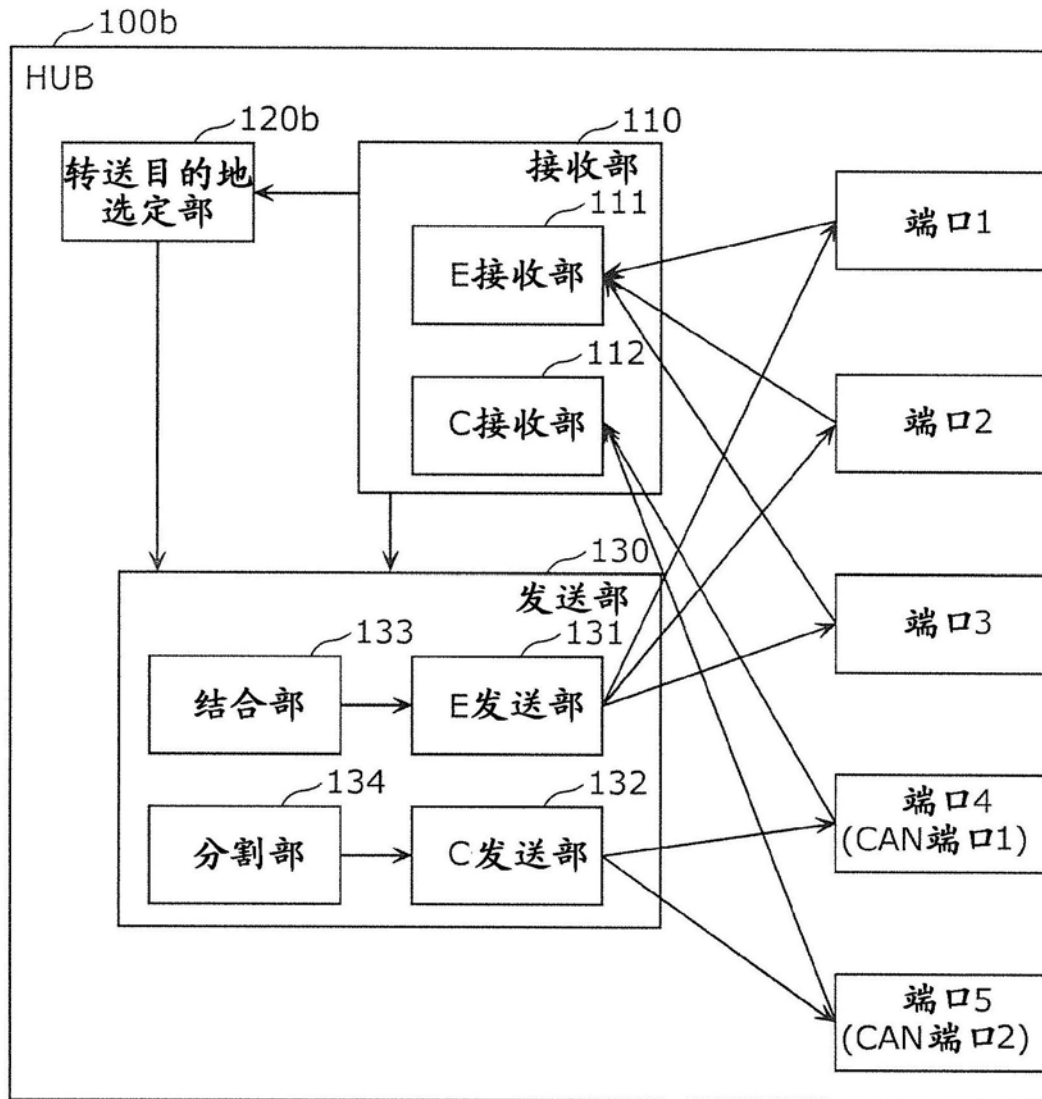 100b
HUB
120b
转送目的地
选定部
110
接收部
111
E接收部
112
C接收部
端口1
端口2
端口3
端口4
(CAN端口1)
端口5
(CAN端口2)
130
发送部
133
结合部
131
E发送部
134
分割部
132
C发送部